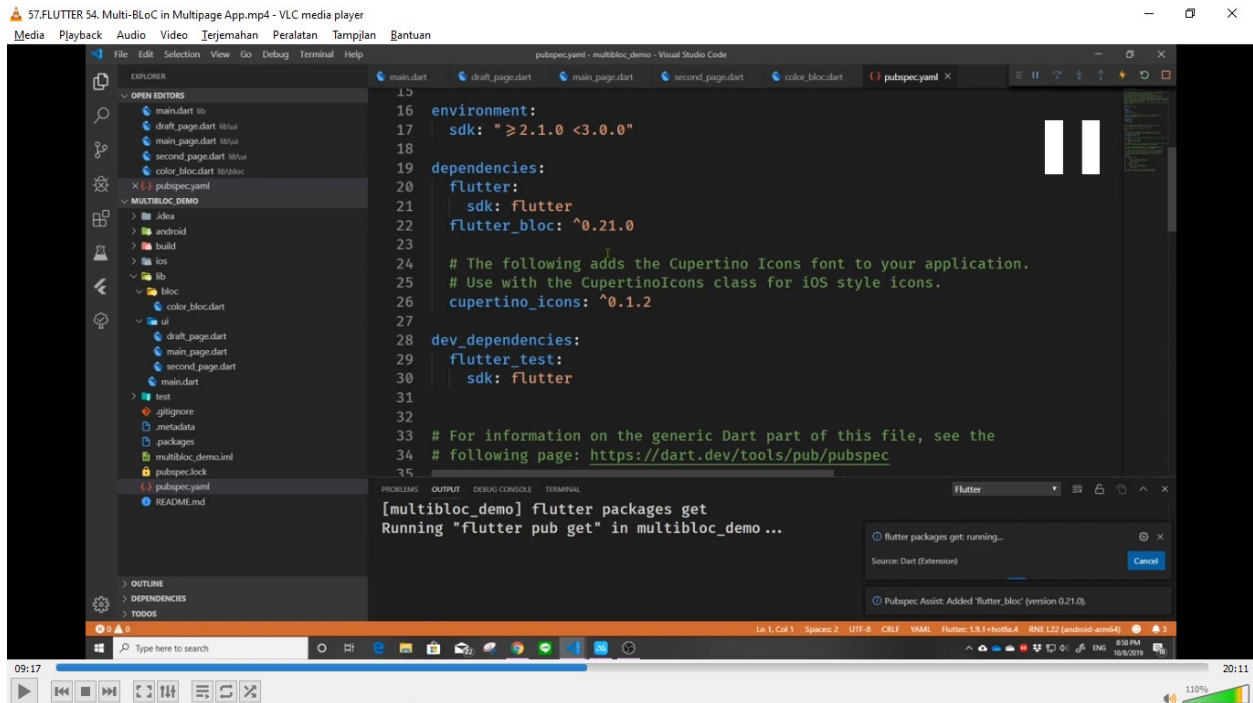 57.FLUTTER 54. Multi-BLoC in Multipage App.mp4 - VLC media player
Media Playback Audio Video Terjemahan Peralatan Tampilan Bantuan
File Edit Selection View Go Debug Terminal Help
pubspec.yaml - multibloc_demo - Visual Studio Code
EXPLORER
main.dart draft_page.dart main_page.dart second_page.dart color_bloc.dart pubspec.yaml
OPEN EDITORS
main.dart lib
draft_page.dart lib\ui
main_page.dart lib\ui
second_page.dart lib\ui
color_bloc.dart lib\bloc
pubspec.yaml
MULTIBLOC_DEMO
.idea
android
build
ios
lib
bloc
color_bloc.dart
ui
draft_page.dart
main_page.dart
second_page.dart
main.dart
test
.gitignore
.metadata
.packages
multibloc_demo.iml
pubspec.lock
pubspec.yaml
README.md
OUTLINE
DEPENDENCIES
TODOS
15
16 environment:
17 sdk: ">=2.1.0 <3.0.0"
18
19 dependencies:
20 flutter:
21 sdk: flutter
22 flutter_bloc: ^0.21.0
23
24 # The following adds the Cupertino Icons font to your application.
25 # Use with the CupertinoIcons class for iOS style icons.
26 cupertino_icons: ^0.1.2
27
28 dev_dependencies:
29 flutter_test:
30 sdk: flutter
31
32
33 # For information on the generic Dart part of this file, see the
34 # following page: https://dart.dev/tools/pub/pubspec
35
PROBLEMS OUTPUT DEBUG CONSOLE TERMINAL
Flutter
[multibloc_demo] flutter packages get
Running "flutter pub get" in multibloc_demo...
flutter packages get: running...
Source: Dart (Extension)
Cancel
Pubspec Assist: Added 'flutter_bloc' (version 0.21.0).
0 0
Ln 1, Col 1 Spaces: 2 UTF-8 CRLF YAML Flutter: 1.9.1+hotfix.4 RNE L22 (android-arm64) 3
Type here to search
ENG
8:58 PM
10/8/2019
09:17
20:11
110%